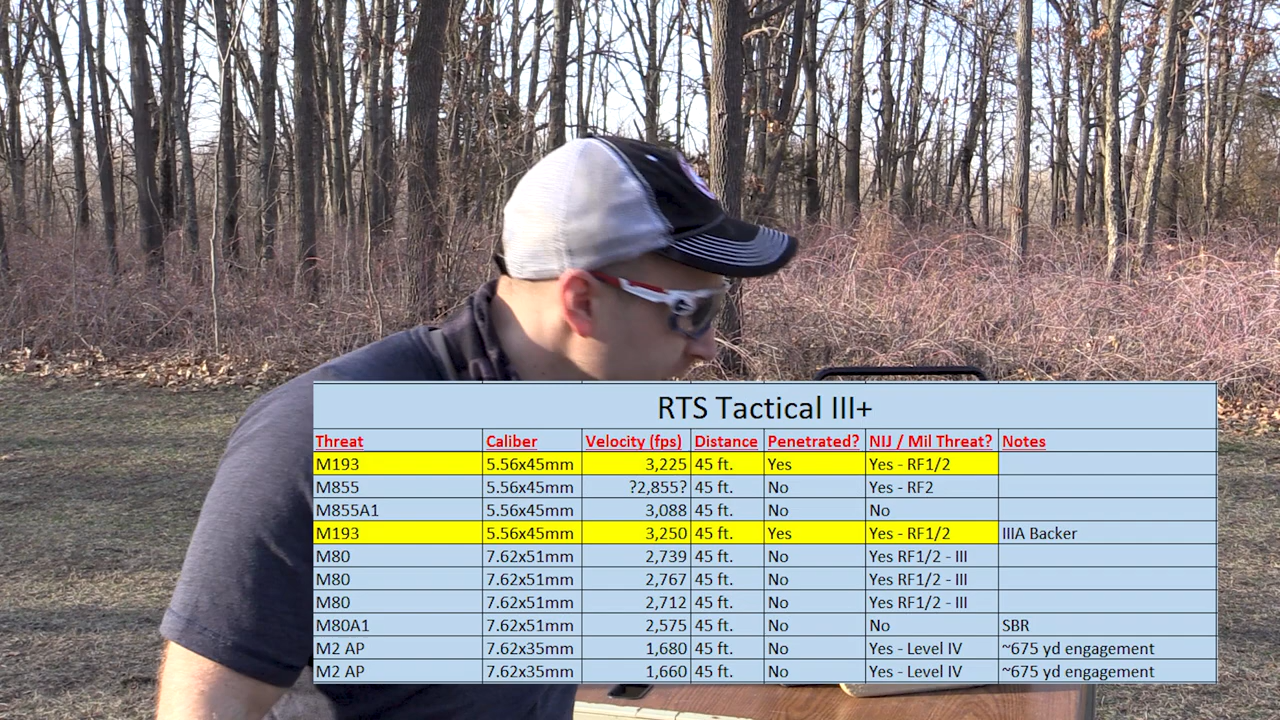 RTS Tactical III+
Threat Caliber Velocity (fps) Distance Penetrated? NIJ / Mil Threat? Notes
M193 5.56x45mm 3,225 45 ft. Yes Yes - RF1/2
M855 5.56x45mm ?2,855? 45 ft. No Yes - RF2
M855A1 5.56x45mm 3,088 45 ft. No No
M193 5.56x45mm 3,250 45 ft. Yes Yes - RF1/2 IIIA Backer
M80 7.62x51mm 2,739 45 ft. No Yes RF1/2 - III
M80 7.62x51mm 2,767 45 ft. No Yes RF1/2 - III
M80 7.62x51mm 2,712 45 ft. No Yes RF1/2 - III
M80A1 7.62x51mm 2,575 45 ft. No No SBR
M2 AP 7.62x35mm 1,680 45 ft. No Yes - Level IV ~675 yd engagement
M2 AP 7.62x35mm 1,660 45 ft. No Yes - Level IV ~675 yd engagement